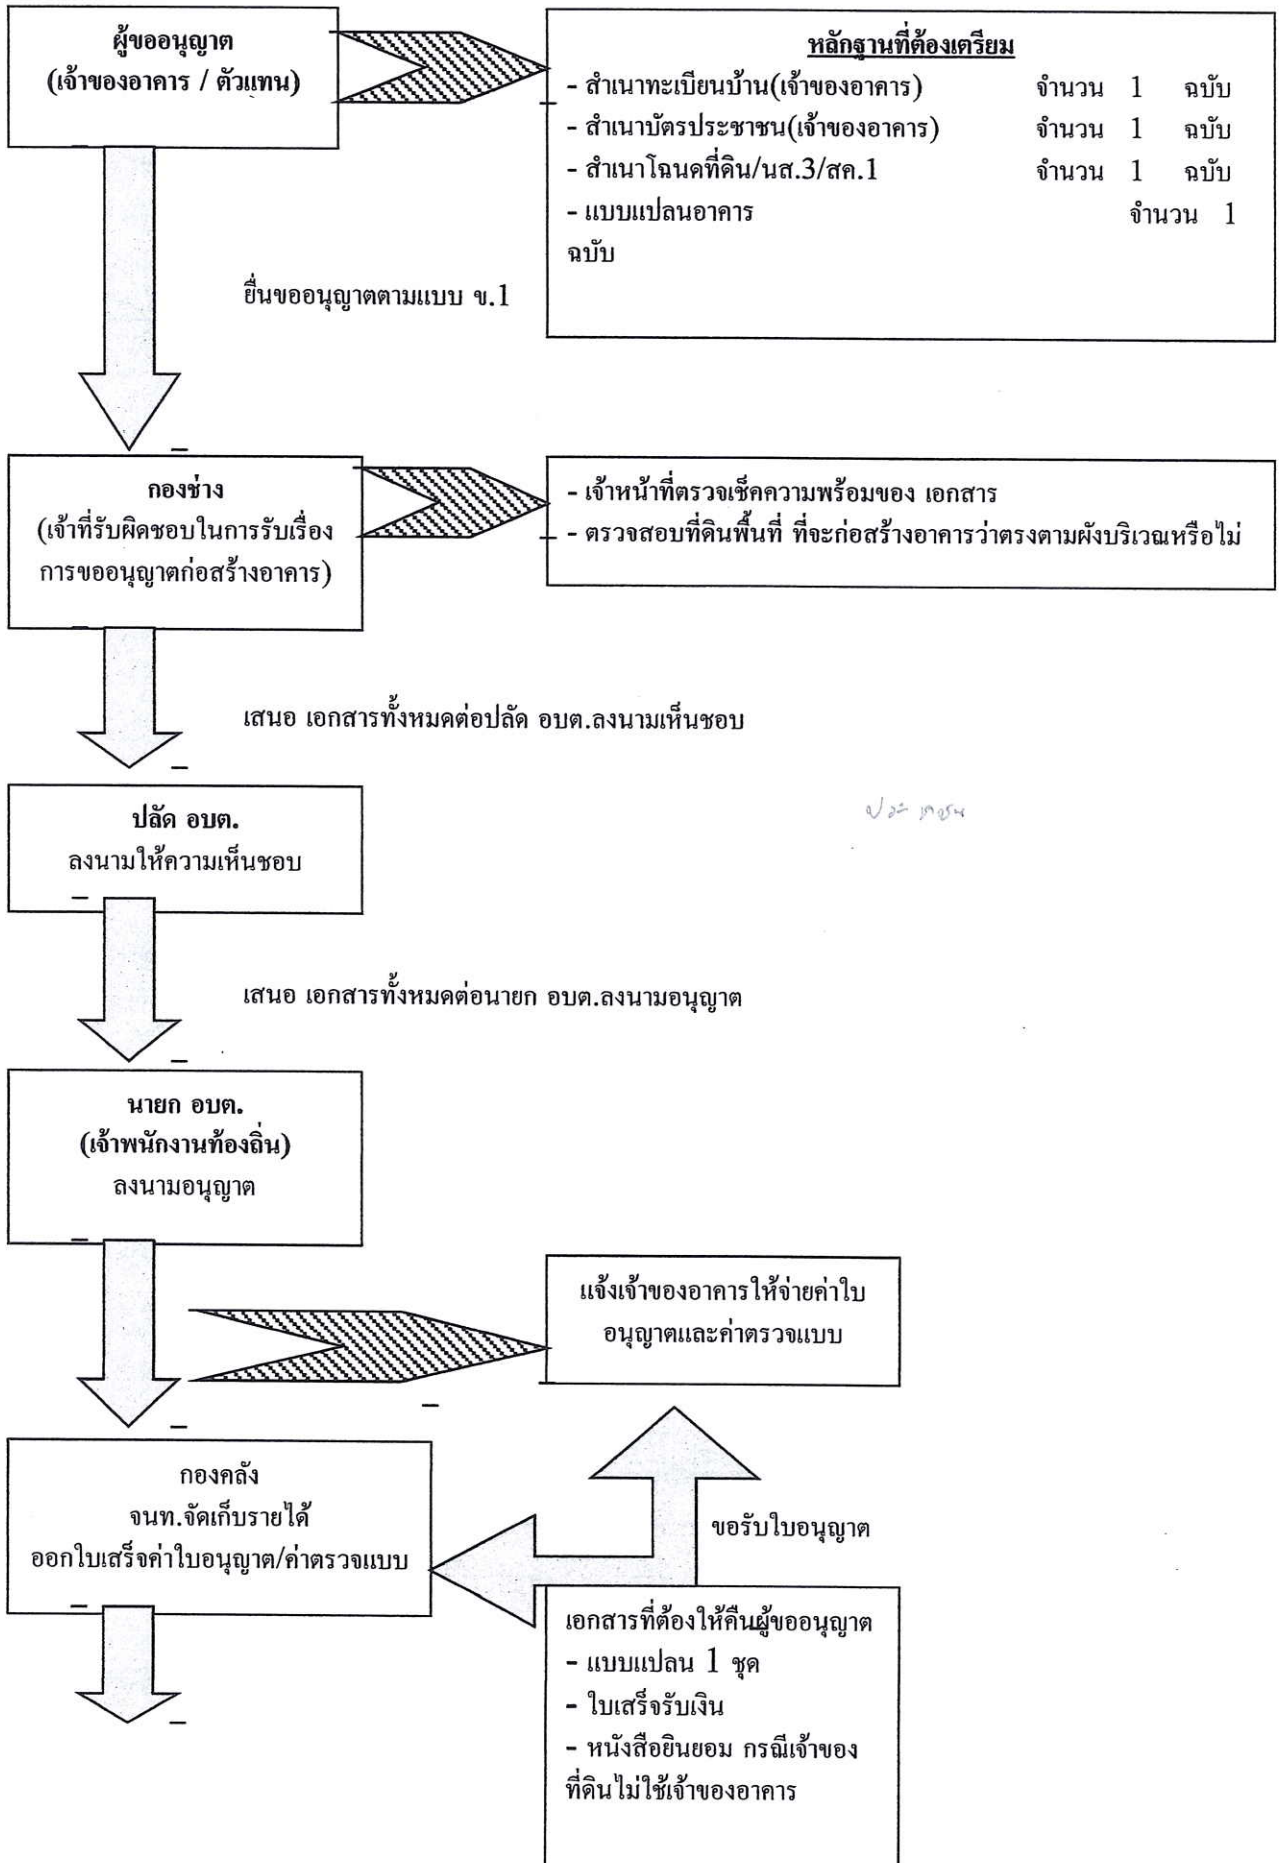 ผู้ขออนุญาต
(เจ้าของอาคาร / ตัวแทน)
หลักฐานที่ต้องเตรียม
- สำเนาทะเบียนบ้าน(เจ้าของอาคาร) จำนวน 1 ฉบับ
- สำเนาบัตรประชาชน(เจ้าของอาคาร) จำนวน 1 ฉบับ
- สำเนาโฉนดที่ดิน/นส.3/สค.1 จำนวน 1 ฉบับ
- แบบแปลนอาคาร จำนวน 1
ฉบับ
ยื่นขออนุญาตตามแบบ ข.1
กองช่าง
(เจ้าที่รับผิดชอบในการรับเรื่อง
การขออนุญาตก่อสร้างอาคาร)
- เจ้าหน้าที่ตรวจเช็คความพร้อมของ เอกสาร
- ตรวจสอบที่ดินพื้นที่ ที่จะก่อสร้างอาคารว่าตรงตามผังบริเวณหรือไม่
เสนอ เอกสารทั้งหมดต่อปลัด อบต.ลงนามเห็นชอบ
ปลัด อบต.
ลงนามให้ความเห็นชอบ
เสนอ เอกสารทั้งหมดต่อนายก อบต.ลงนามอนุญาต
นายก อบต.
(เจ้าพนักงานท้องถิ่น)
ลงนามอนุญาต
แจ้งเจ้าของอาคารให้จ่ายค่าใบ
อนุญาตและค่าตรวจแบบ
กองคลัง
จนท.จัดเก็บรายได้
ออกใบเสร็จค่าใบอนุญาต/ค่าตรวจแบบ
ขอรับใบอนุญาต
เอกสารที่ต้องให้คืนผู้ขออนุญาต
- แบบแปลน 1 ชุด
- ใบเสร็จรับเงิน
- หนังสือยินยอม กรณีเจ้าของ
ที่ดินไม่ใช้เจ้าของอาคาร